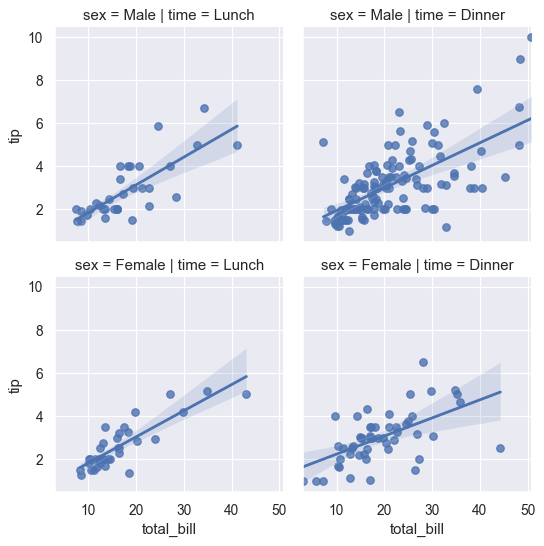 sex = Male | time = Lunch
sex = Male | time = Dinner
10
8
6
4
2
tip
sex = Female | time = Lunch
sex = Female | time = Dinner
10
8
6
4
2
tip
10 20 30 40 50
10 20 30 40 50
total_bill
total_bill